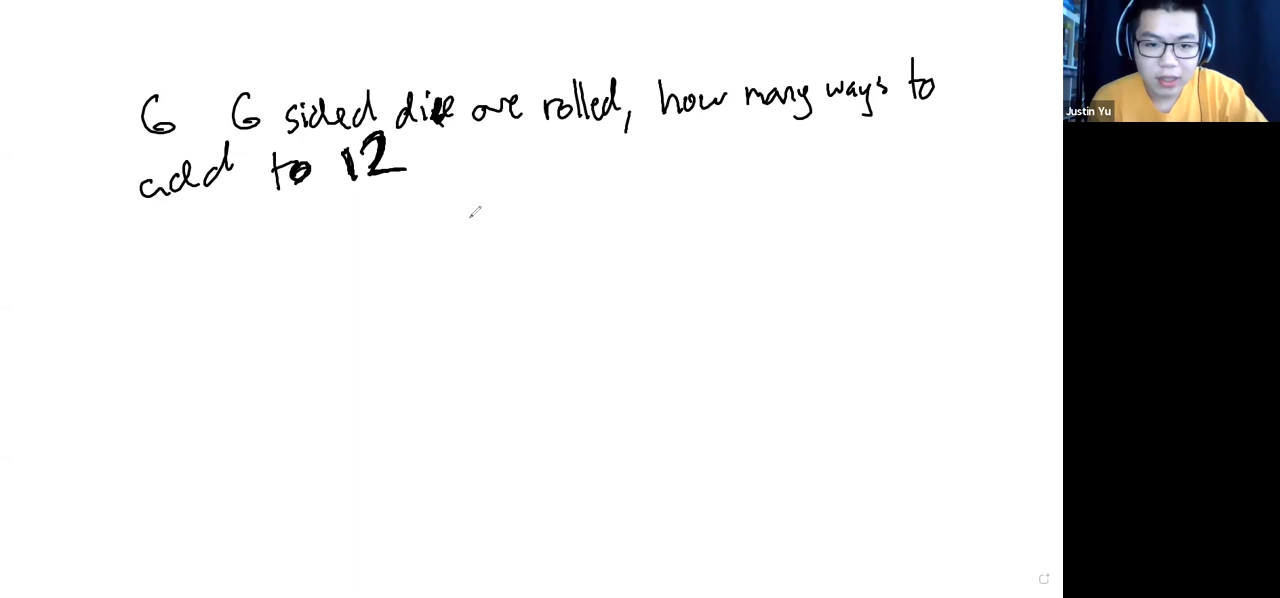 6 6 sided dice are rolled, how many ways to
add to 12
Justin Yu